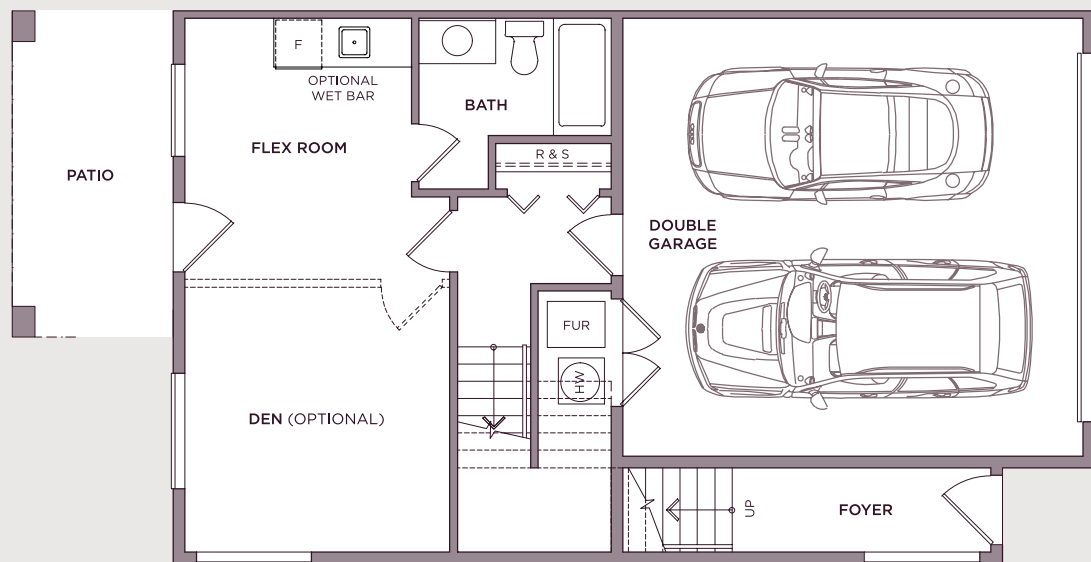 F
OPTIONAL
WET BAR
BATH
FLEX ROOM
R & S
PATIO
DOUBLE
GARAGE
FUR
HW
DEN (OPTIONAL)
UP
FOYER